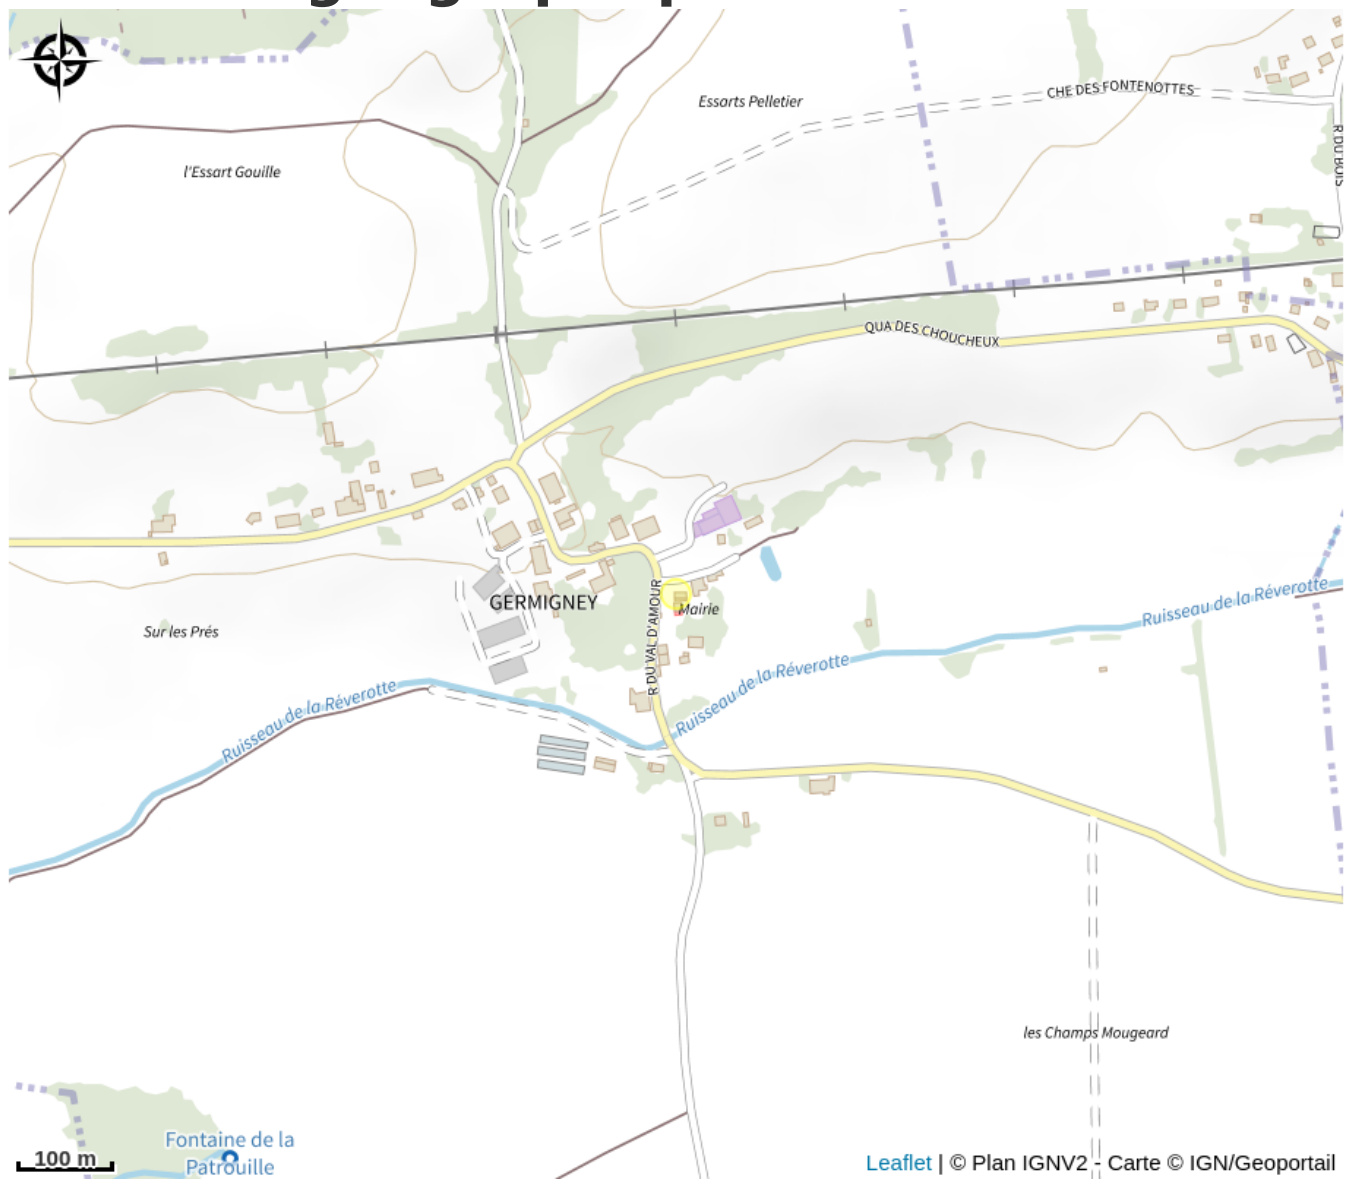 Essarts Pelletier
CHE DES FONTENOTTES
R DU BOIS
l'Essart Gouille
QUA DES CHOUCHEUX
GERMIGNEY
R DU VAL D'AMOUR
Mairie
Sur les Prés
Ruisseau de la Réverotte
Ruisseau de la Réverotte
Ruisseau de la Réverotte
les Champs Mougeard
Fontaine de la
Patrouille
100 m
Leaflet | © Plan IGNV2 - Carte © IGN/Geoportail